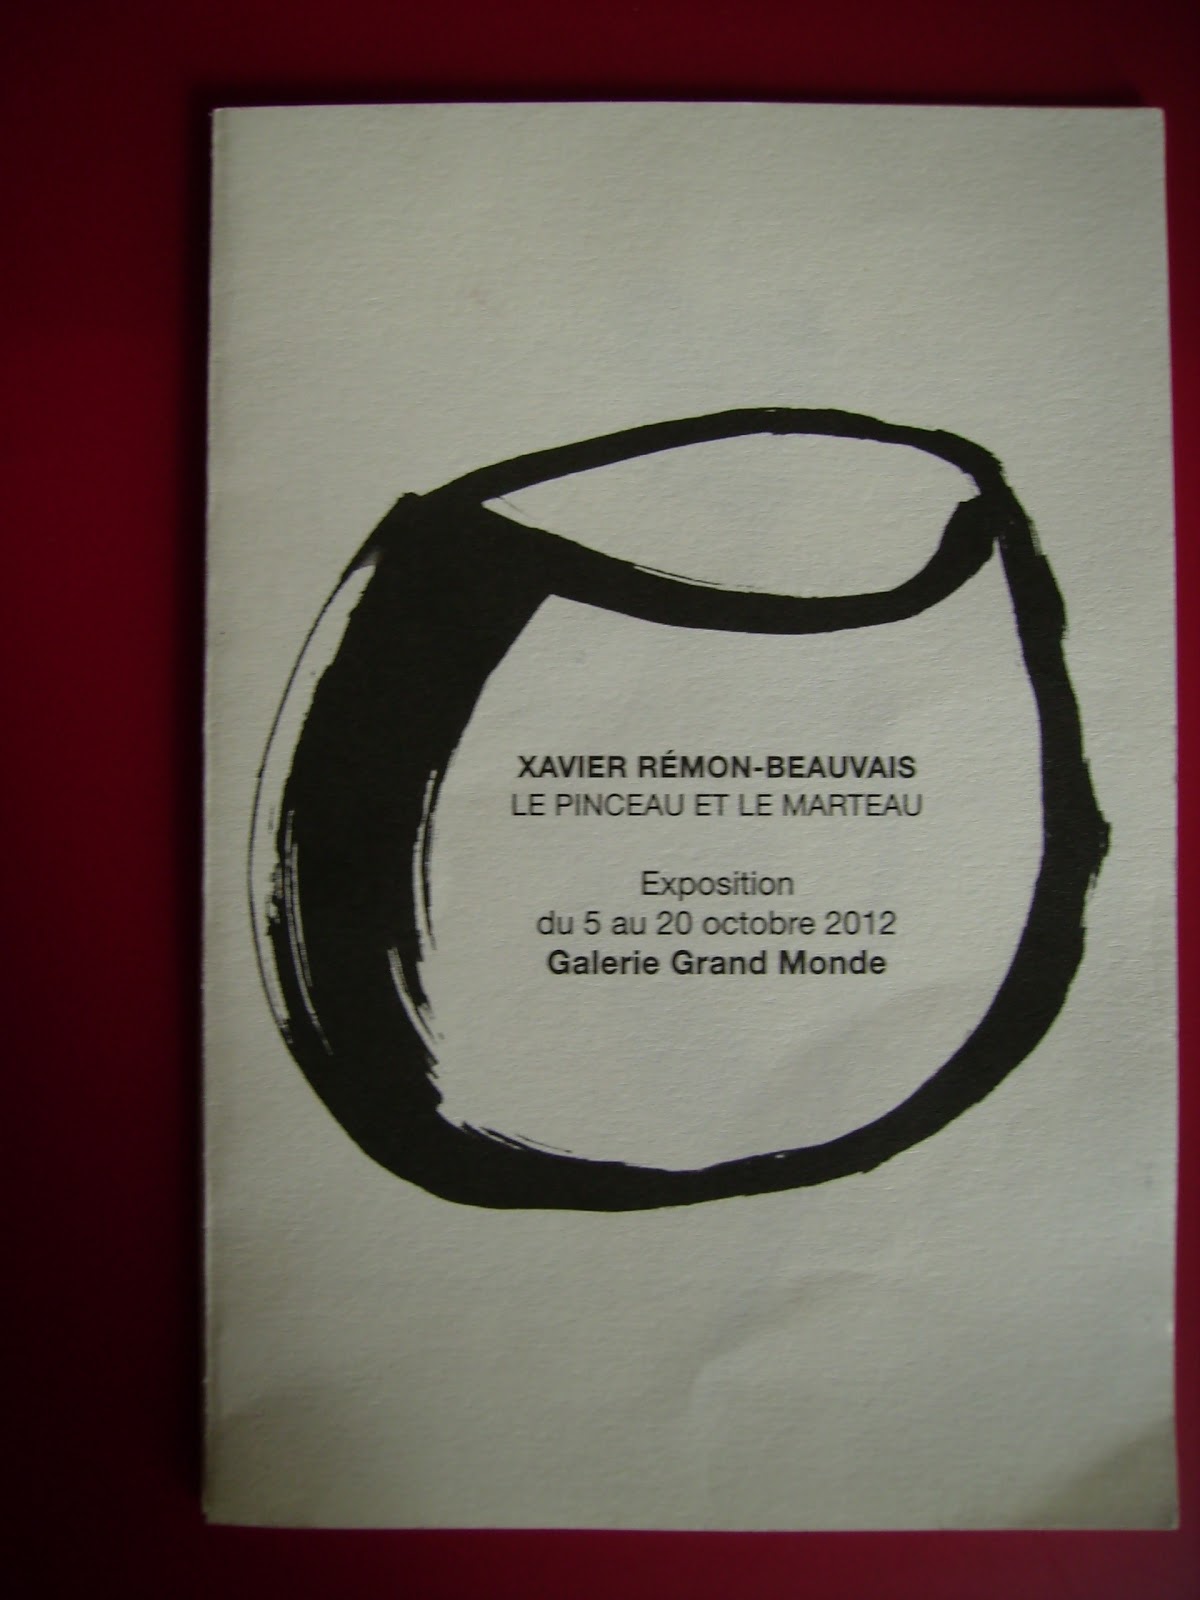 XAVIER RÉMON-BEAUVAIS
LE PINCEAU ET LE MARTEAU
Exposition
du 5 au 20 octobre 2012
Galerie Grand Monde